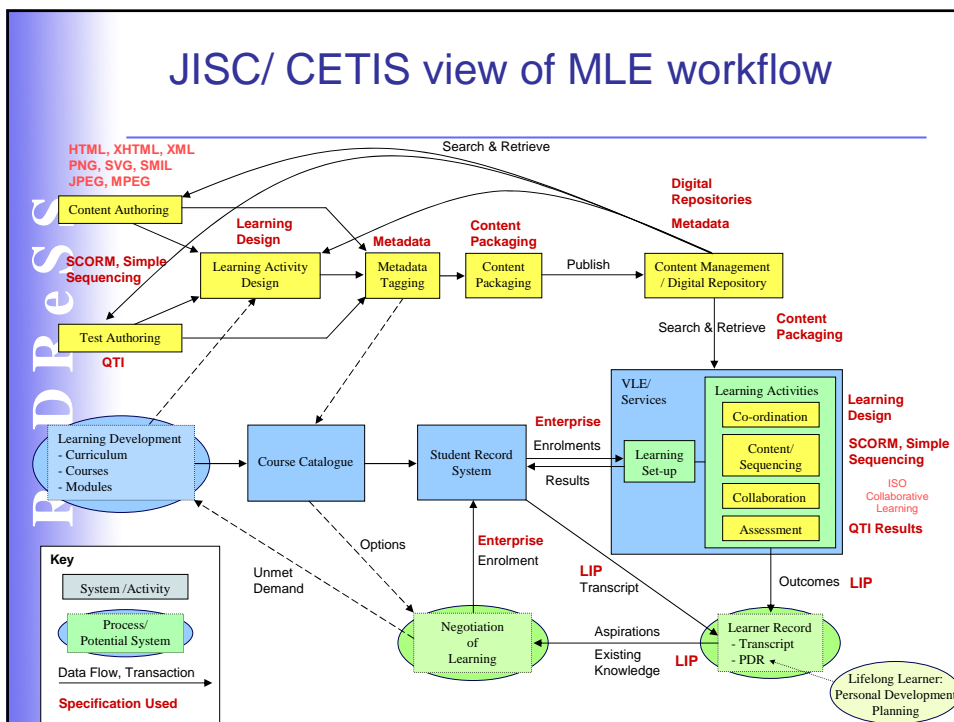 JISC/ CETIS view of MLE workflow
HTML, XHTML, XML
PNG, SVG, SMIL
JPEG, MPEG
Search & Retrieve
Content Authoring
Digital
Repositories
Metadata
Learning
Design
Metadata
Content
Packaging
SCORM, Simple
Sequencing
Learning Activity
Design
Metadata
Tagging
Content
Packaging
Publish
Content Management
/ Digital Repository
Test Authoring
QTI
Search & Retrieve
Content
Packaging
ReDReSS
Learning Development
- Curriculum
- Courses
- Modules
Course Catalogue
Student Record
System
Enterprise
Enrolments
Results
VLE/
Services
Learning
Set-up
Learning Activities
Co-ordination
Content/
Sequencing
Collaboration
Assessment
Learning
Design
SCORM, Simple
Sequencing
ISO
Collaborative
Learning
QTI Results
Options
Unmet
Demand
Enterprise
Enrolment
LIP
Transcript
Outcomes
LIP
Negotiation
of
Learning
Aspirations
Existing
Knowledge
LIP
Learner Record
- Transcript
- PDR
Lifelong Learner:
Personal Development
Planning
Key
System /Activity
Process/
Potential System
Data Flow, Transaction
Specification Used